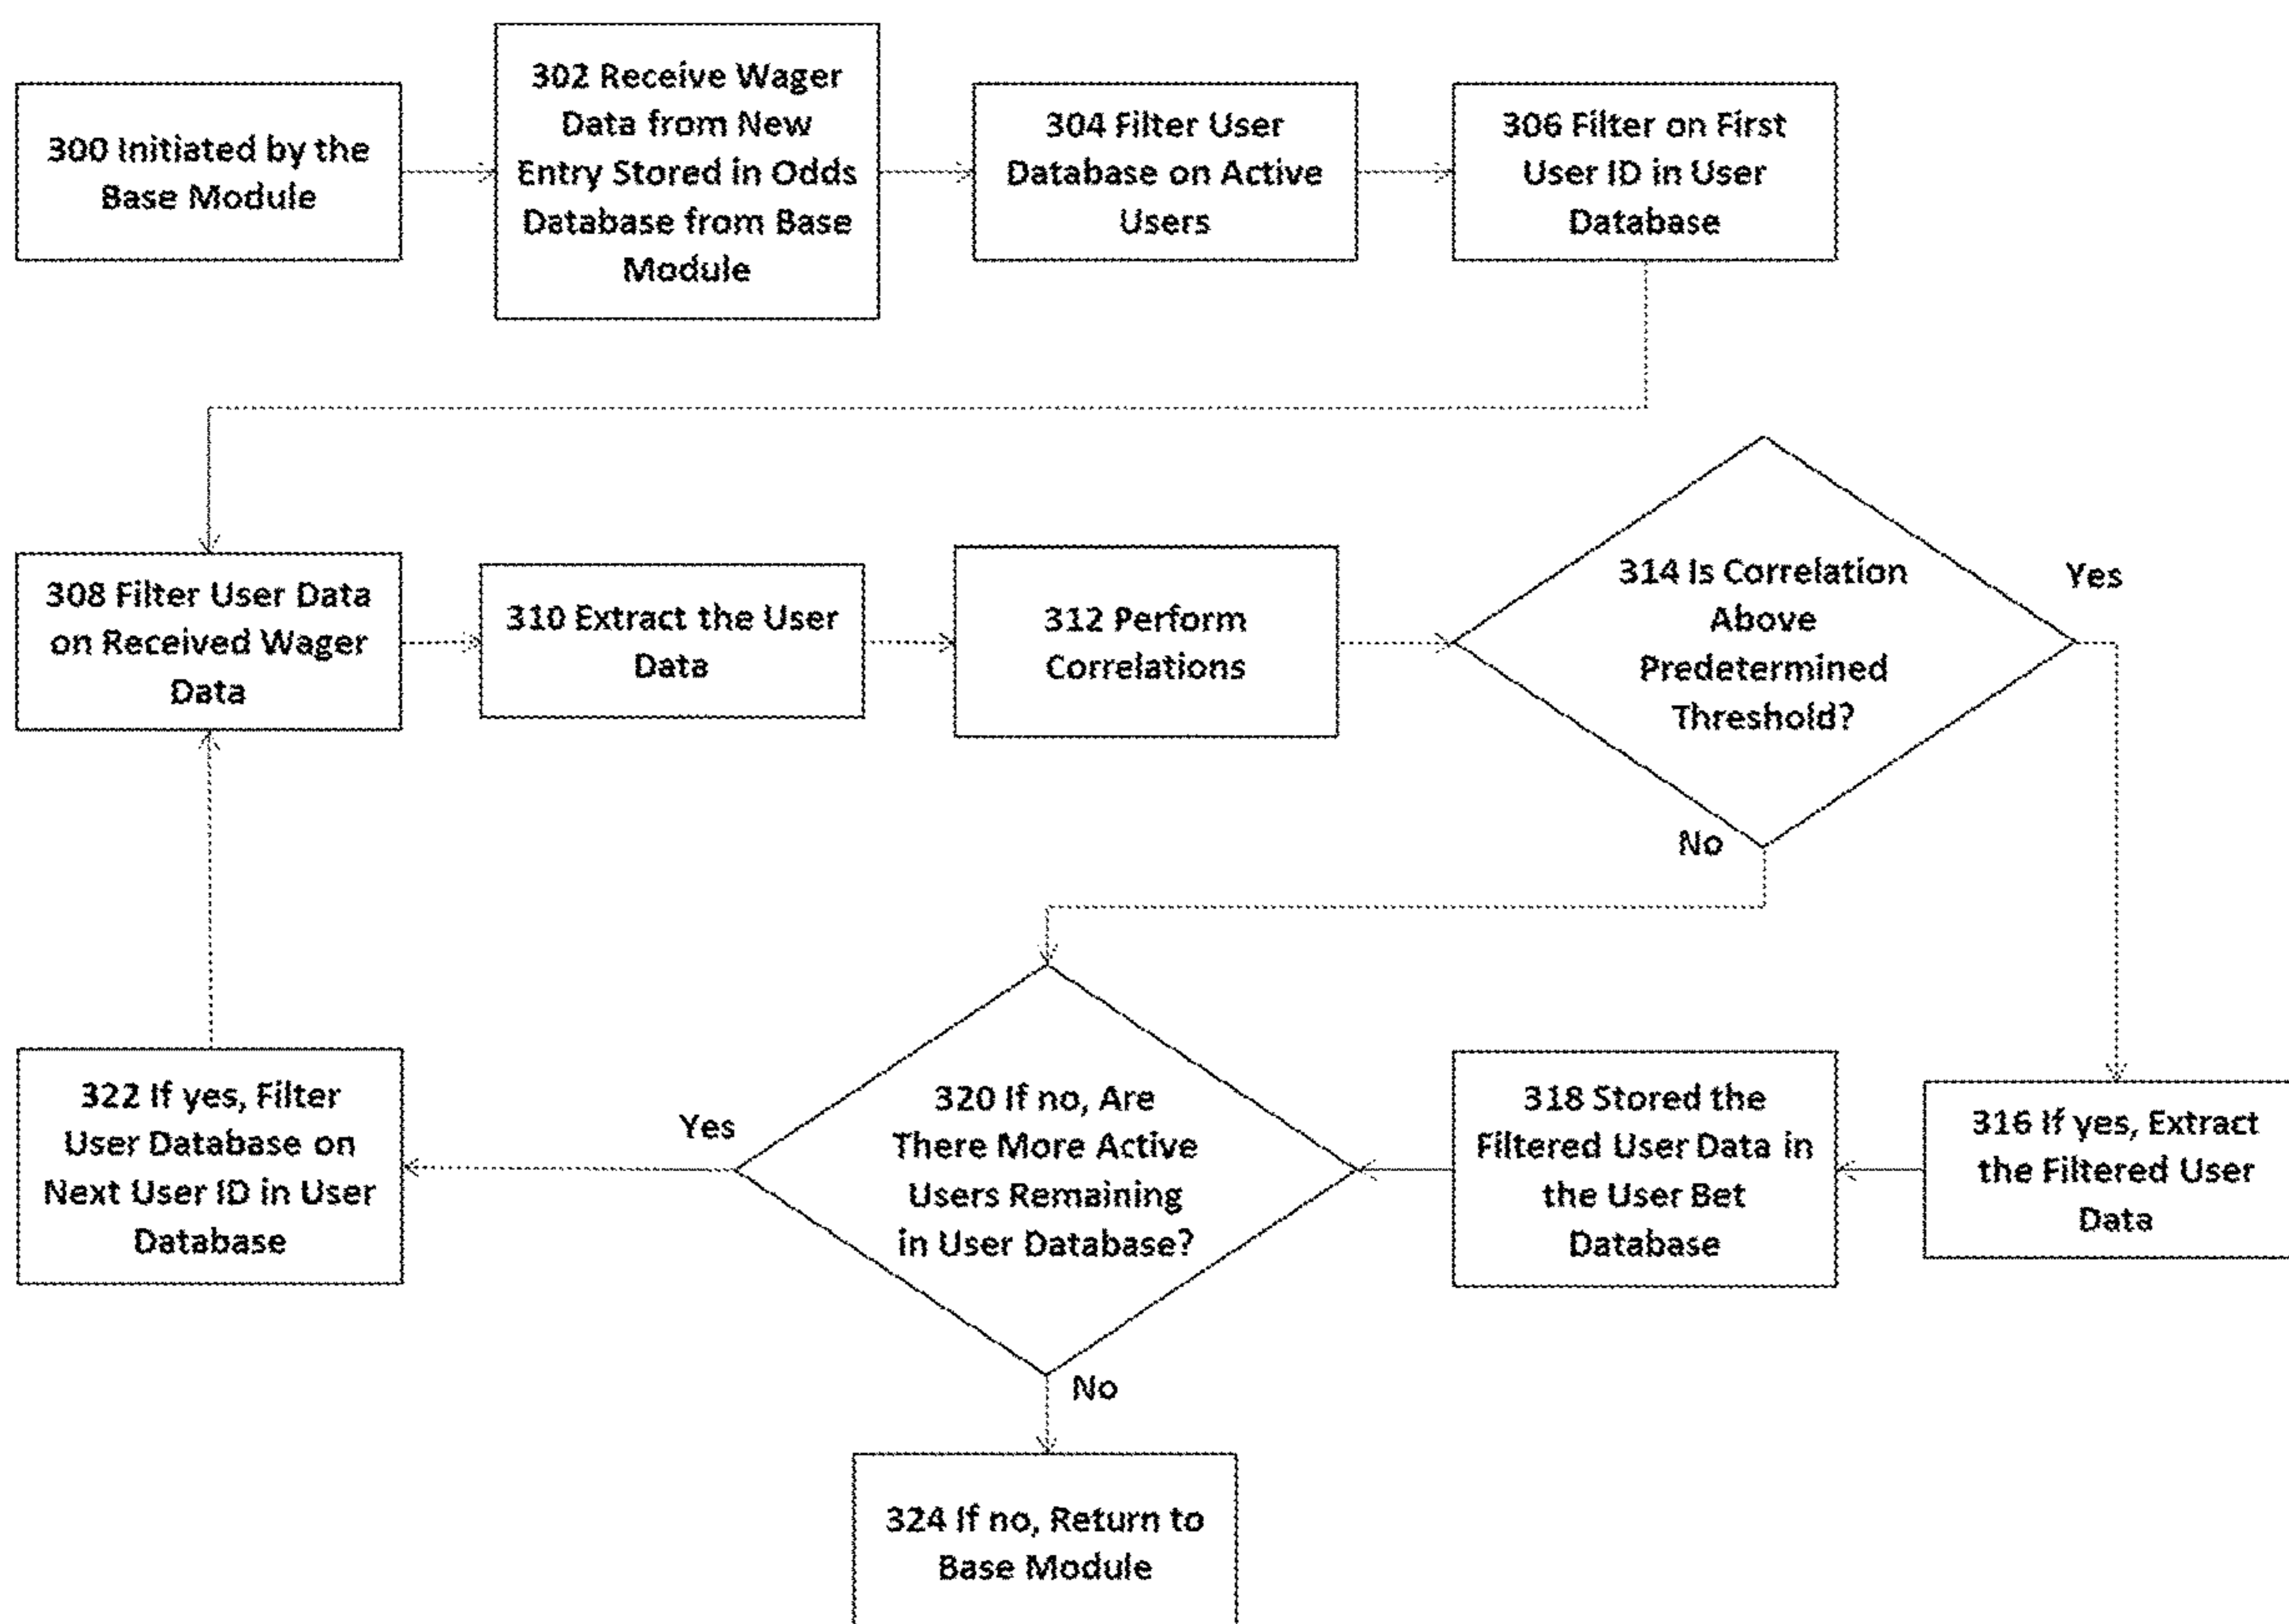 300 Initiated by the
Base Module
302 Receive Wager
Data from New
Entry Stored in Odds
Database from Base
Module
304 Filter User
Database on Active
Users
306 Filter on First
User ID in User
Database
308 Filter User Data
on Received Wager
Data
310 Extract the User
Data
312 Perform
Correlations
314 Is Correlation
Above
Predetermined
Threshold?
Yes
No
322 If yes, Filter
User Database on
Next User ID in User
Database
Yes
320 If no, Are
There More Active
Users Remaining
in User Database?
318 Stored the
Filtered User Data in
the User Bet
Database
316 If yes, Extract
the Filtered User
Data
No
324 If no, Return to
Base Module